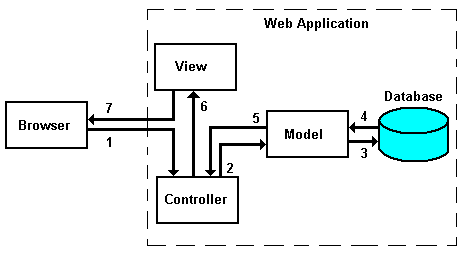 Web Application
View
Database
7
6
5
4
Browser
Model
1
2
3
Controller